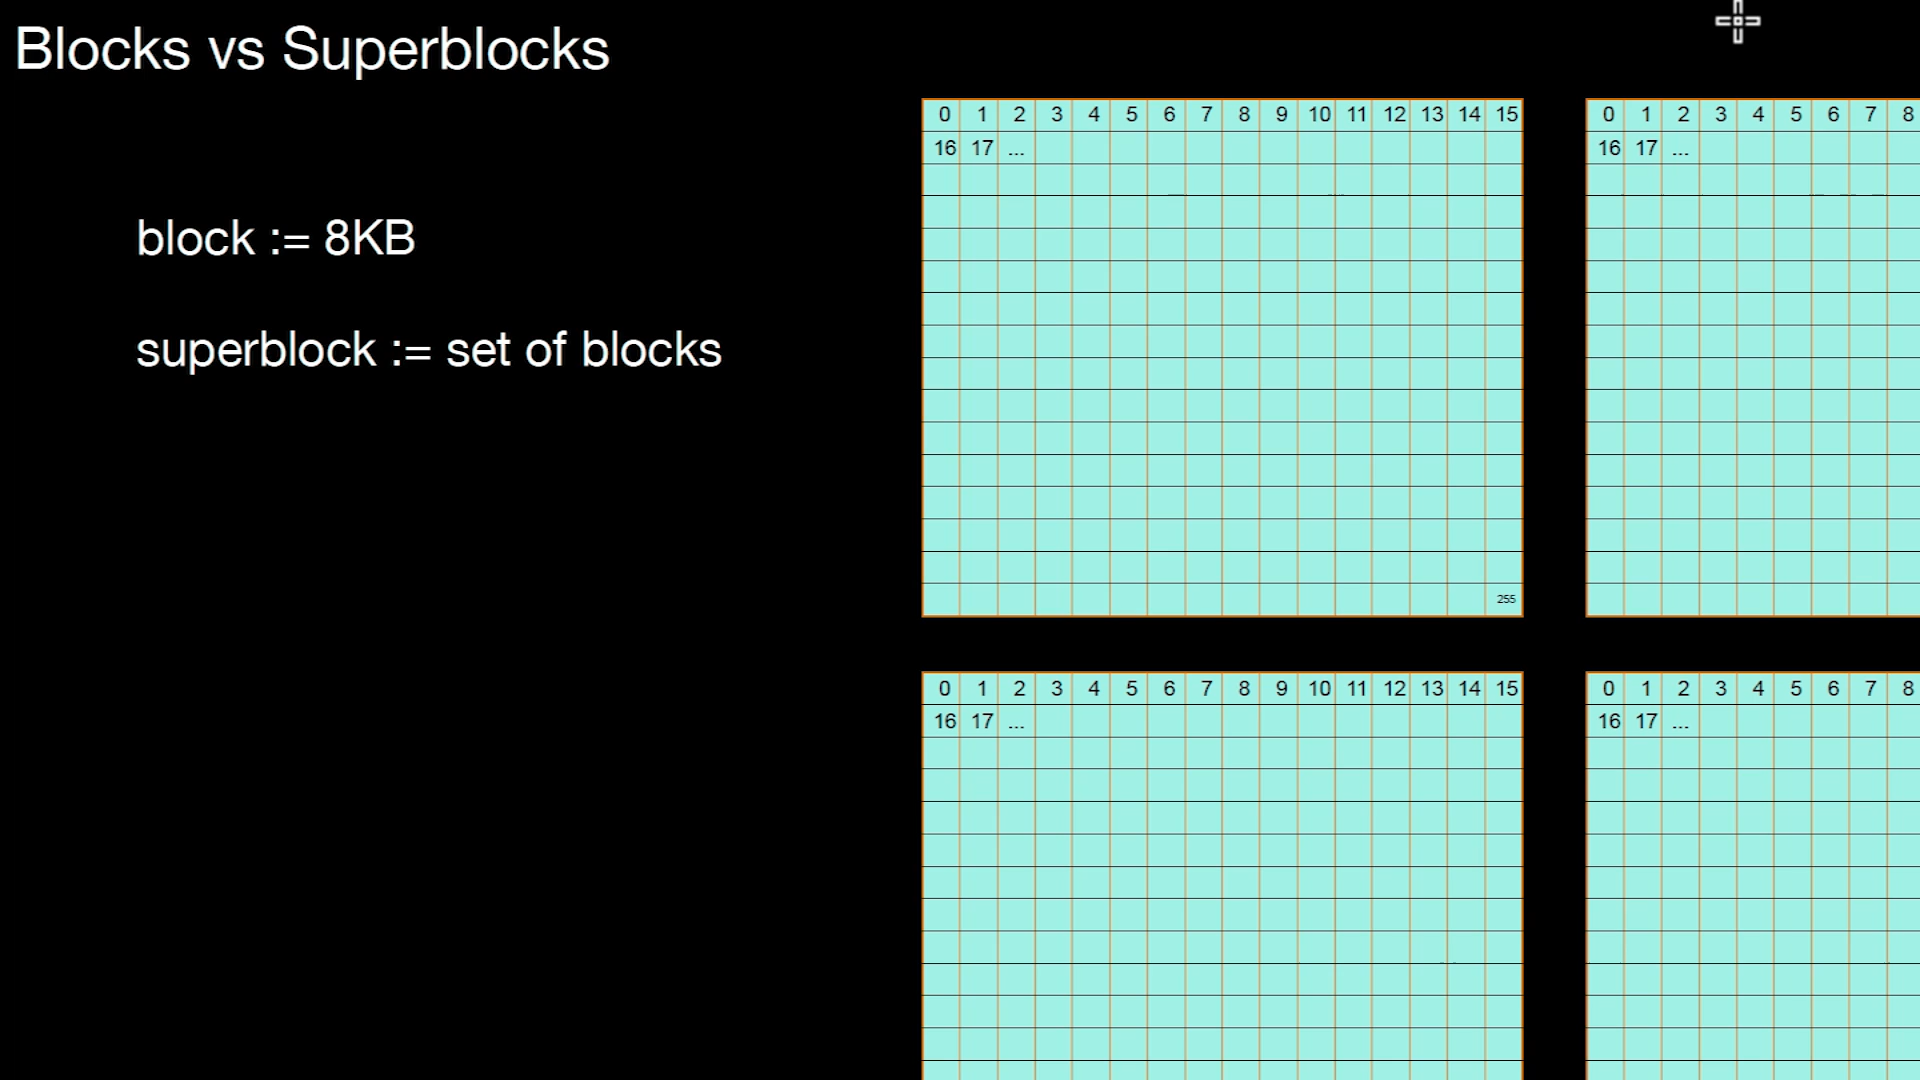 Blocks vs Superblocks
block := 8KB
superblock := set of blocks
0 1 2 3 4 5 6 7 8 9 10 11 12 13 14 15
16 17 ...
255
0 1 2 3 4 5 6 7 8
16 17 ...
0 1 2 3 4 5 6 7 8 9 10 11 12 13 14 15
16 17 ...
0 1 2 3 4 5 6 7 8
16 17 ...